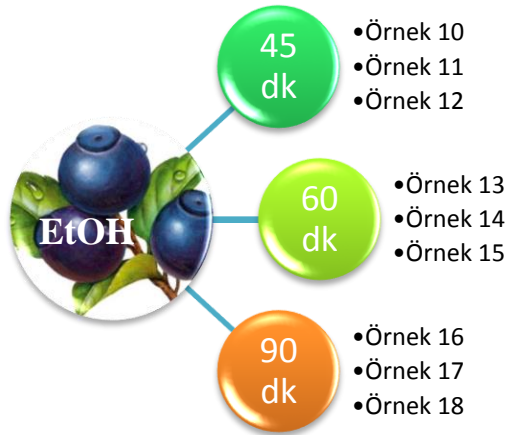 EtOH
45
dk
•Örnek 10
•Örnek 11
•Örnek 12
60
dk
•Örnek 13
•Örnek 14
•Örnek 15
90
dk
•Örnek 16
•Örnek 17
•Örnek 18